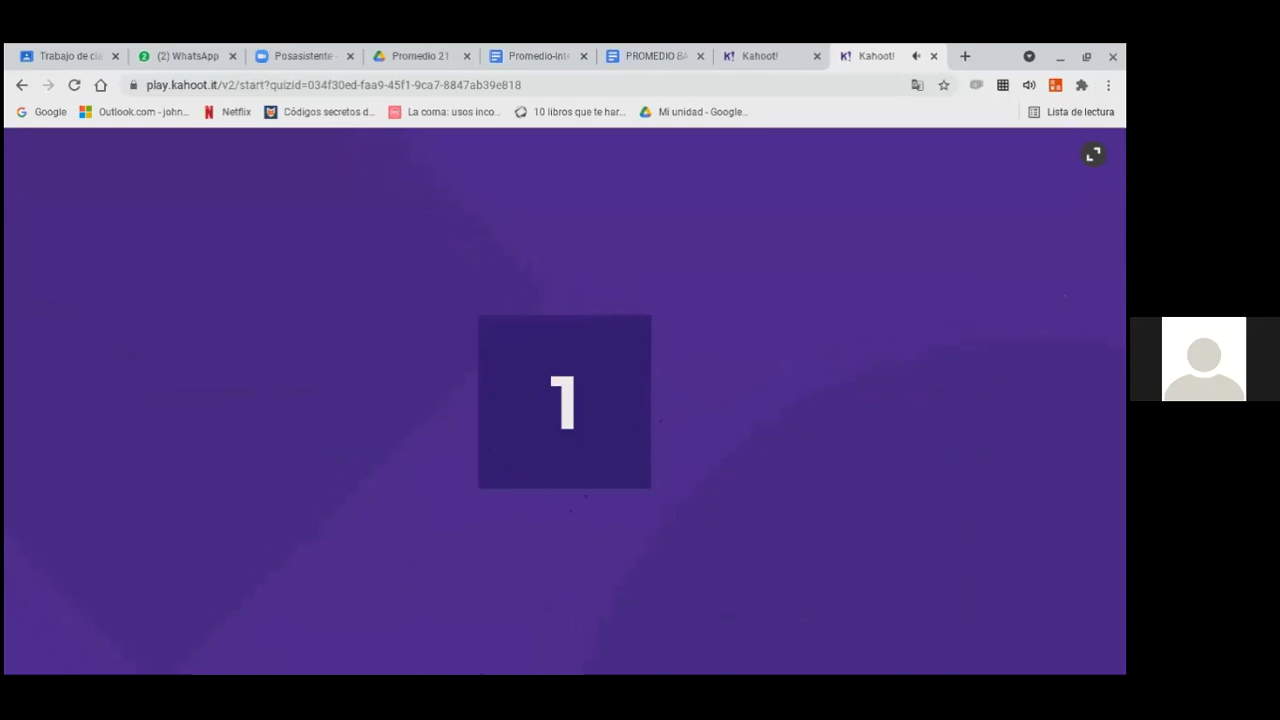 Trabajo de cie
2 (2) WhatsApp
Posasistente -
Promedio 21
Promedio-Int
PROMEDIO BA
K! Kahoot!
K! Kahoot!
play.kahoot.it/v2/start?quizId=034f30ed-faa9-45f1-9ca7-8847ab39e818
Google
Outlook.com - john...
Netflix
Códigos secretos d...
La coma: usos inco...
10 libros que te har...
Mi unidad - Google...
Lista de lectura
1